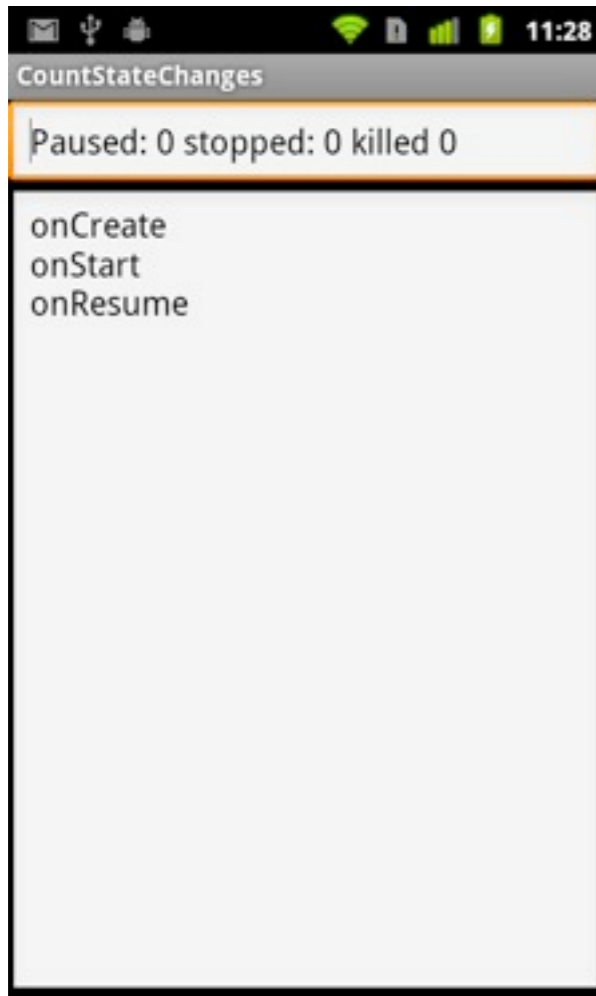 11:28
CountStateChanges
Paused: 0 stopped: 0 killed 0
onCreate
onStart
onResume